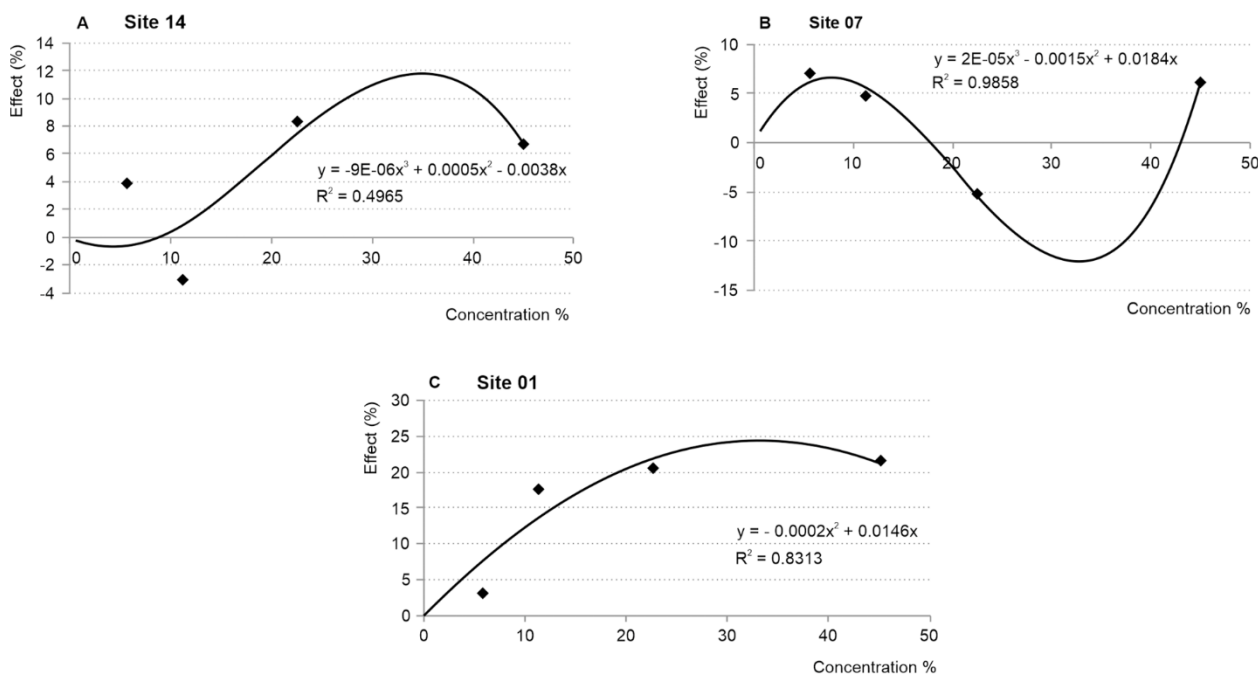 A Site 14
Effect (%)
14
12
10
8
6
4
2
0
-2
-4
0 10 20 30 40 50
y = -9E-06x³ + 0.0005x² - 0.0038x
R² = 0.4965
Concentration %
B Site 07
Effect (%)
10
5
0
-5
-10
-15
0 10 20 30 40 50
y = 2E-05x³ - 0.0015x² + 0.0184x
R² = 0.9858
Concentration %
C Site 01
Effect (%)
30
25
20
15
10
5
0
0 10 20 30 40 50
y = - 0.0002x² + 0.0146x
R² = 0.8313
Concentration %